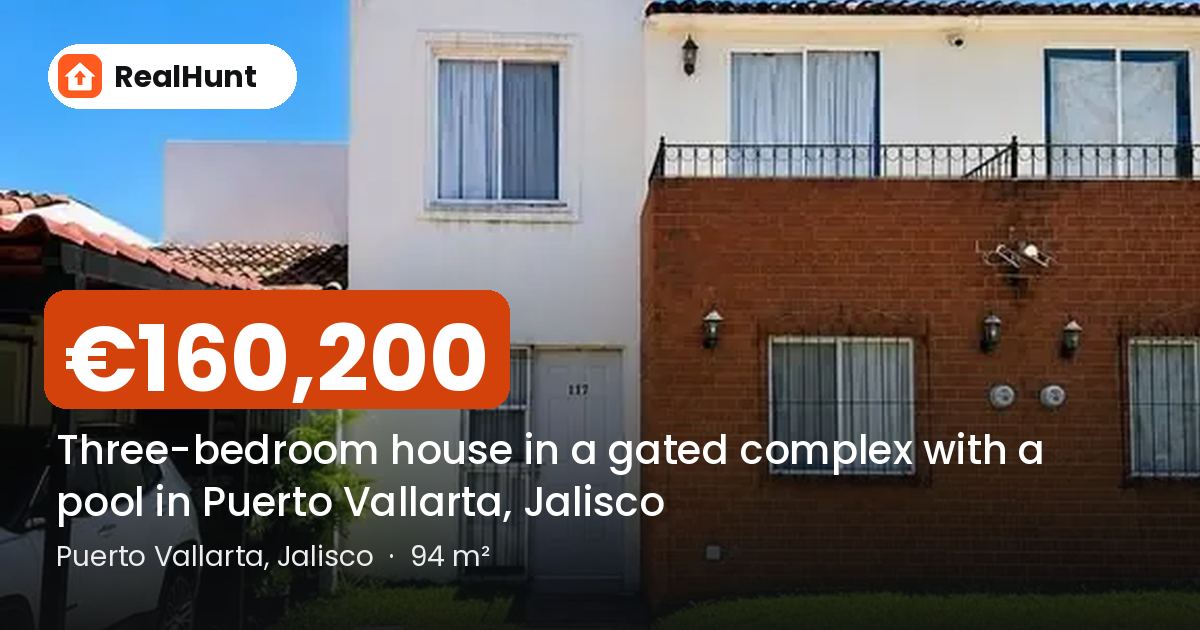 RealHunt
€160,200
117
Three-bedroom house in a gated complex with a
pool in Puerto Vallarta, Jalisco
Puerto Vallarta, Jalisco · 94 m²